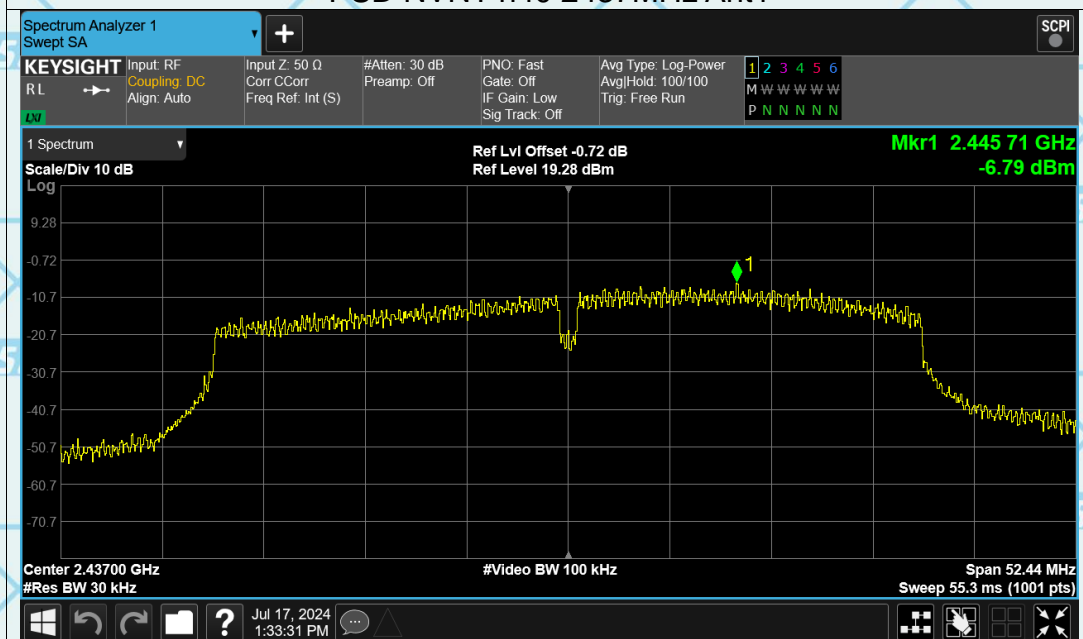 Spectrum Analyzer 1
Swept SA
+
SCPI
KEYSIGHT
RL
LXI
Input: RF
Coupling: DC
Align: Auto
Input Z: 50 Ω
Corr CCorr
Freq Ref: Int (S)
#Atten: 30 dB
Preamp: Off
PNO: Fast
Gate: Off
IF Gain: Low
Sig Track: Off
Avg Type: Log-Power
Avg|Hold: 100/100
Trig: Free Run
1 2 3 4 5 6
M W W W W W
P N N N N N
1 Spectrum
Scale/Div 10 dB
Log
Ref Lvl Offset -0.72 dB
Ref Level 19.28 dBm
Mkr1 2.445 71 GHz
-6.79 dBm
9.28
-0.72
-10.7
-20.7
-30.7
-40.7
-50.7
-60.7
-70.7
1
Center 2.43700 GHz
#Res BW 30 kHz
#Video BW 100 kHz
Span 52.44 MHz
Sweep 55.3 ms (1001 pts)
?
Jul 17, 2024
1:33:31 PM